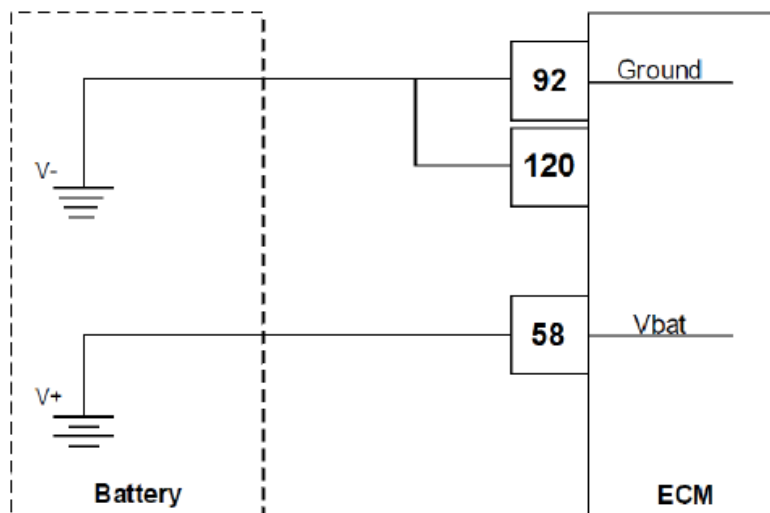 92
Ground
120
V-
58
Vbat
V+
Battery
ECM